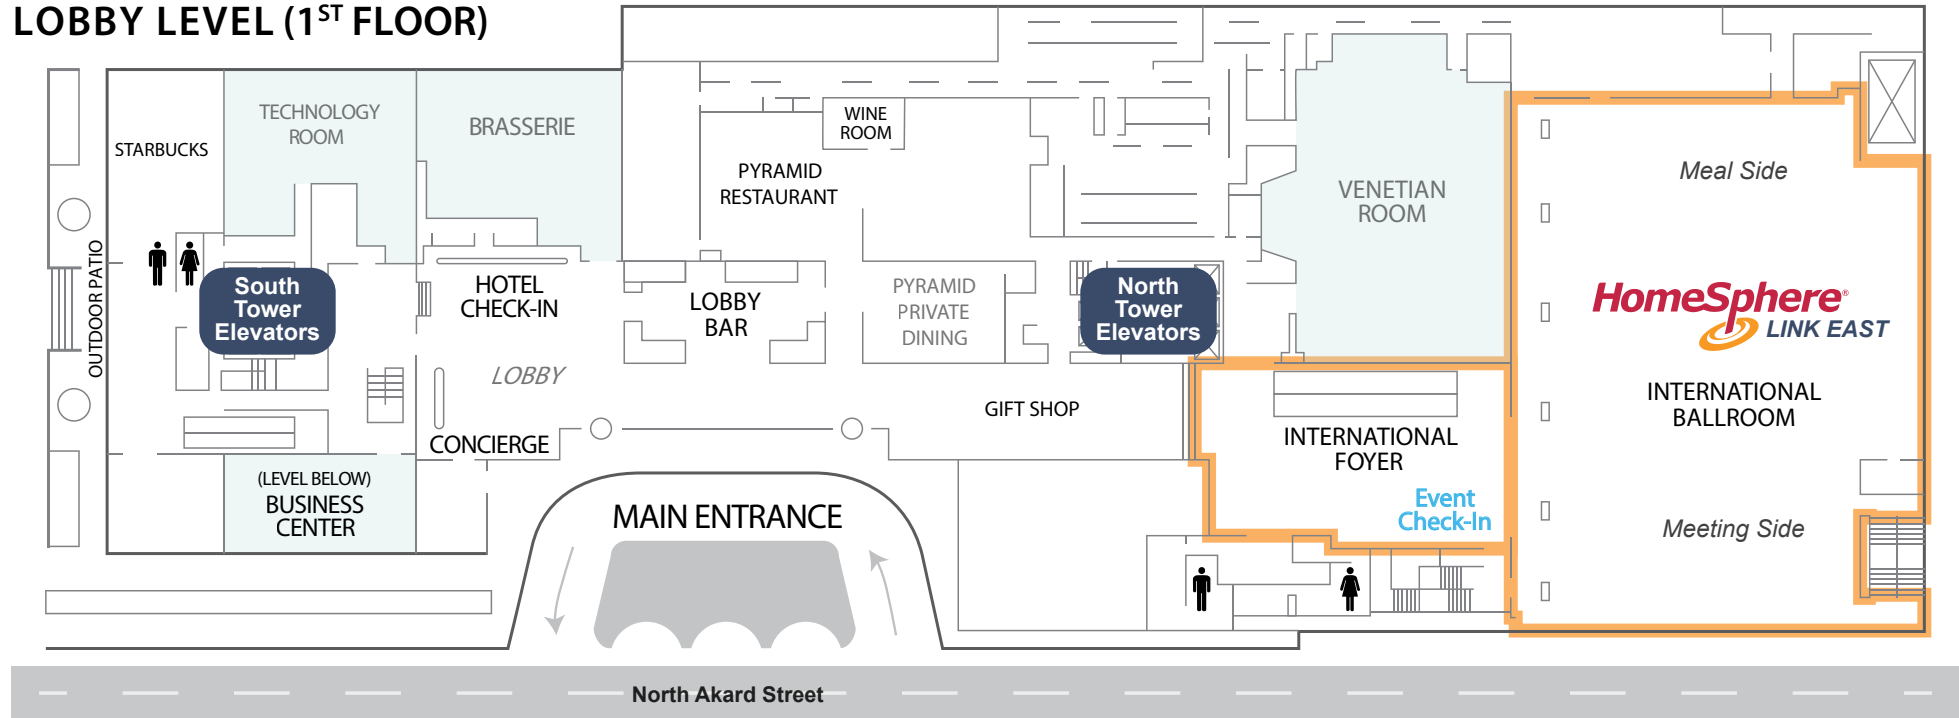 LOBBY LEVEL (1ST FLOOR)
STARBUCKS
TECHNOLOGY
ROOM
BRASSERIE
WINE
ROOM
PYRAMID
RESTAURANT
VENETIAN
ROOM
Meal Side
OUTDOOR PATIO
South
Tower
Elevators
HOTEL
CHECK-IN
LOBBY
BAR
PYRAMID
PRIVATE
DINING
North
Tower
Elevators
HomeSphere®
LINK EAST
LOBBY
INTERNATIONAL
BALLROOM
GIFT SHOP
CONCIERGE
INTERNATIONAL
FOYER
(LEVEL BELOW)
BUSINESS
CENTER
MAIN ENTRANCE
Event
Check-In
Meeting Side
North Akard Street